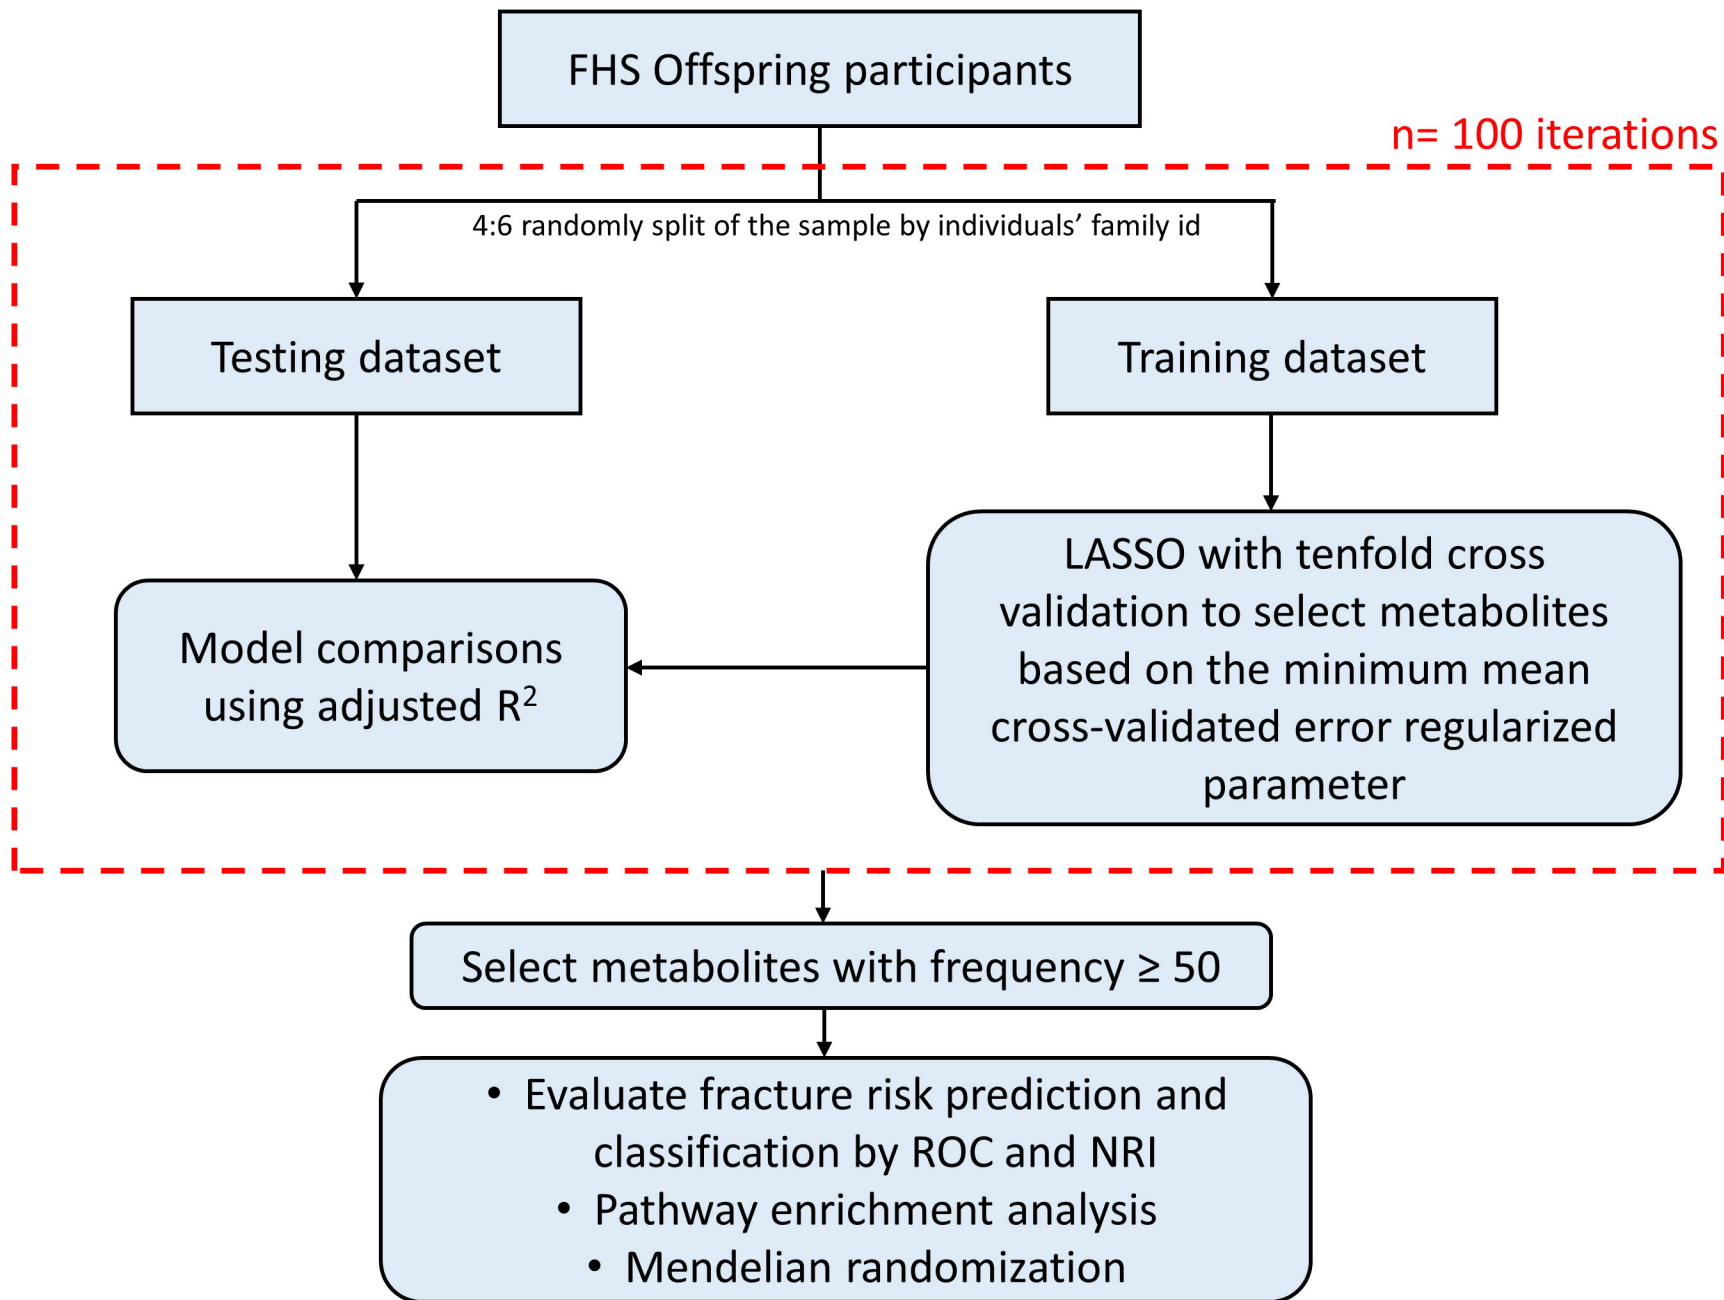 FHS Offspring participants
n= 100 iterations
4:6 randomly split of the sample by individuals’ family id
Testing dataset
Training dataset
Model comparisons
using adjusted R²
LASSO with tenfold cross
validation to select metabolites
based on the minimum mean
cross-validated error regularized
parameter
Select metabolites with frequency ≥ 50
• Evaluate fracture risk prediction and
classification by ROC and NRI
• Pathway enrichment analysis
• Mendelian randomization